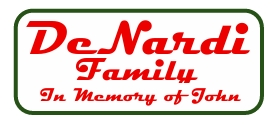 DeNardi
Family
In Memory of John